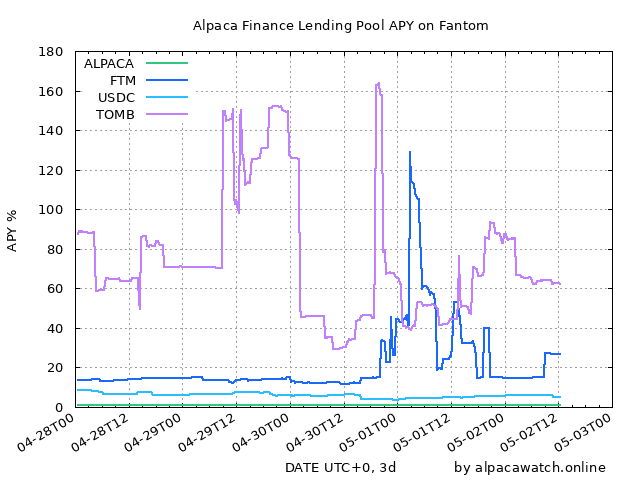 Alpaca Finance Lending Pool APY on Fantom
180
160
140
120
100
80
60
40
20
0
APY %
ALPACA
FTM
USDC
TOMB
04-28T00
04-28T12
04-29T00
04-29T12
04-30T00
04-30T12
05-01T00
05-01T12
05-02T00
05-02T12
05-03T00
DATE UTC+0, 3d
by alpacawatch.online